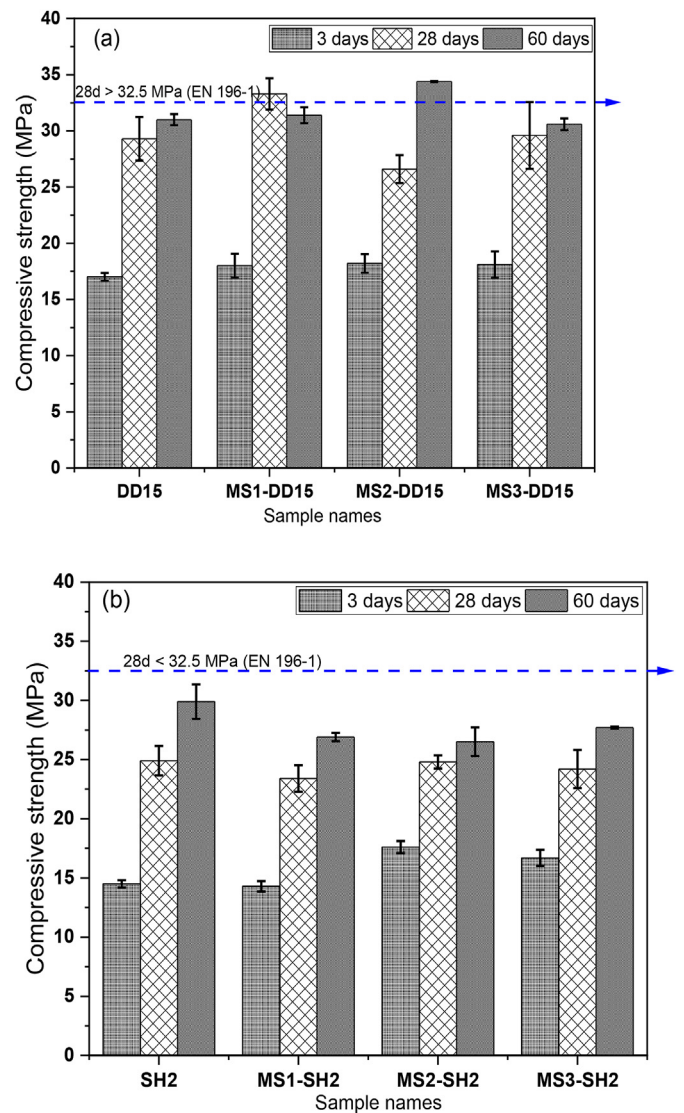 (a)
3 days 28 days 60 days
28d > 32.5 MPa (EN 196-1)
Compressive strength (MPa)
40
35
30
25
20
15
10
5
0
DD15 MS1-DD15 MS2-DD15 MS3-DD15
Sample names
(b)
3 days 28 days 60 days
28d < 32.5 MPa (EN 196-1)
Compressive strength (MPa)
40
35
30
25
20
15
10
5
0
SH2 MS1-SH2 MS2-SH2 MS3-SH2
Sample names